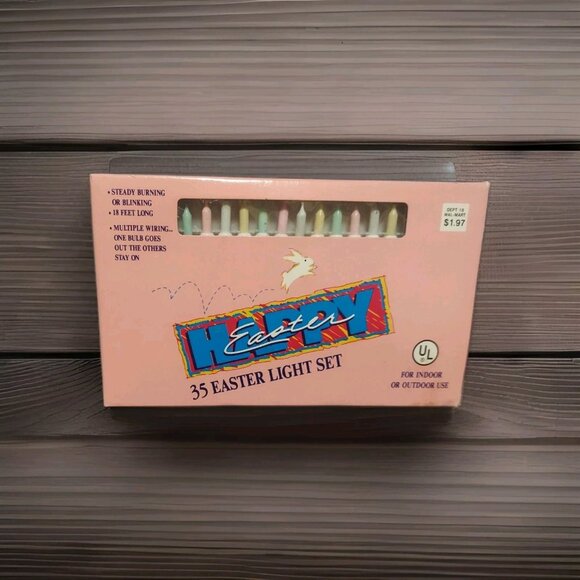 • STEADY BURNING
OR BLINKING
• 18 FEET LONG
• MULTIPLE WIRING...
ONE BULB GOES
OUT THE OTHERS
STAY ON
DEPT 18
WAL-MART
$1.97
HAPPY
Easter
35 EASTER LIGHT SET
UL
®
FOR INDOOR
OR OUTDOOR USE